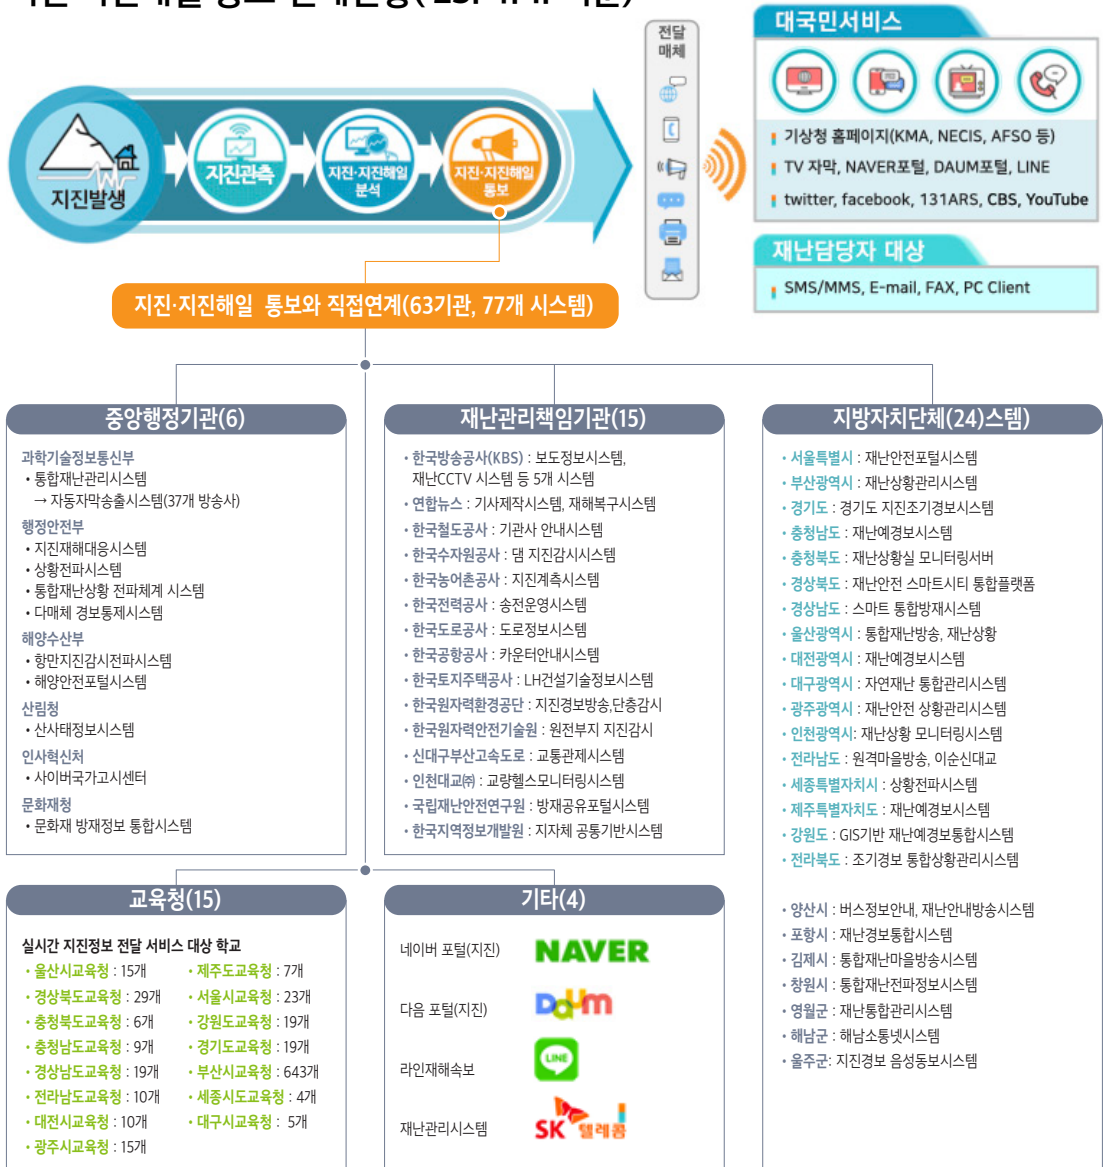 전달
매체
대국민서비스
기상청 홈페이지(KMA, NECIS, AFSO 등)
TV 자막, NAVER포털, DAUM포털, LINE
twitter, facebook, 131ARS, CBS, YouTube
재난담당자 대상
SMS/MMS, E-mail, FAX, PC Client
지진발생
지진관측
지진·지진해일
분석
지진·지진해일
통보
지진·지진해일 통보와 직접연계(63기관, 77개 시스템)
중앙행정기관(6)
과학기술정보통신부
• 통합재난관리시스템
→ 자동자막송출시스템(37개 방송사)
행정안전부
• 지진재해대응시스템
• 상황전파시스템
• 통합재난상황 전파체계 시스템
• 다매체 경보통제시스템
해양수산부
• 항만지진감시전파시스템
• 해양안전포털시스템
산림청
• 산사태정보시스템
인사혁신처
• 사이버국가고시센터
문화재청
• 문화재 방재정보 통합시스템
재난관리책임기관(15)
• 한국방송공사(KBS) : 보도정보시스템,
재난CCTV 시스템 등 5개 시스템
• 연합뉴스 : 기사제작시스템, 재해복구시스템
• 한국철도공사 : 기관사 안내시스템
• 한국수자원공사 : 댐 지진감시시스템
• 한국농어촌공사 : 지진계측시스템
• 한국전력공사 : 송전운영시스템
• 한국도로공사 : 도로정보시스템
• 한국공항공사 : 카운터안내시스템
• 한국토지주택공사 : LH건설기술정보시스템
• 한국원자력환경공단 : 지진경보방송,단층감시
• 한국원자력안전기술원 : 원전부지 지진감시
• 신대구부산고속도로 : 교통관제시스템
• 인천대교㈜ : 교량헬스모니터링시스템
• 국립재난안전연구원 : 방재공유포털시스템
• 한국지역정보개발원 : 지자체 공통기반시스템
지방자치단체(24)스템)
• 서울특별시 : 재난안전포털시스템
• 부산광역시 : 재난상황관리시스템
• 경기도 : 경기도 지진조기경보시스템
• 충청남도 : 재난예경보시스템
• 충청북도 : 재난상황실 모니터링서버
• 경상북도 : 재난안전 스마트시티 통합플랫폼
• 경상남도 : 스마트 통합방재시스템
• 울산광역시 : 통합재난방송, 재난상황
• 대전광역시 : 재난예경보시스템
• 대구광역시 : 자연재난 통합관리시스템
• 광주광역시 : 재난안전 상황관리시스템
• 인천광역시: 재난상황 모니터링시스템
• 전라남도 : 원격마을방송, 이순신대교
• 세종특별자치시 : 상황전파시스템
• 제주특별자치도 : 재난예경보시스템
• 강원도 : GIS기반 재난예경보통합시스템
• 전라북도 : 조기경보 통합상황관리시스템
• 양산시 : 버스정보안내, 재난안내방송시스템
• 포항시 : 재난경보통합시스템
• 김제시 : 통합재난마을방송시스템
• 창원시 : 통합재난전파정보시스템
• 영월군 : 재난통합관리시스템
• 해남군 : 해남소통넷시스템
• 울주군: 지진경보 음성동보시스템
교육청(15)
실시간 지진정보 전달 서비스 대상 학교
• 울산시교육청 : 15개 • 제주도교육청 : 7개
• 경상북도교육청 : 29개 • 서울시교육청 : 23개
• 충청북도교육청 : 6개 • 강원도교육청 : 19개
• 충청남도교육청 : 9개 • 경기도교육청 : 19개
• 경상남도교육청 : 19개 • 부산시교육청 : 643개
• 전라남도교육청 : 10개 • 세종시도교육청 : 4개
• 대전시교육청 : 10개 • 대구시교육청 : 5개
• 광주시교육청 : 15개
기타(4)
네이버 포털(지진) NAVER
다음 포털(지진) Daum
라인재해속보 LINE
재난관리시스템 SK 텔레콤